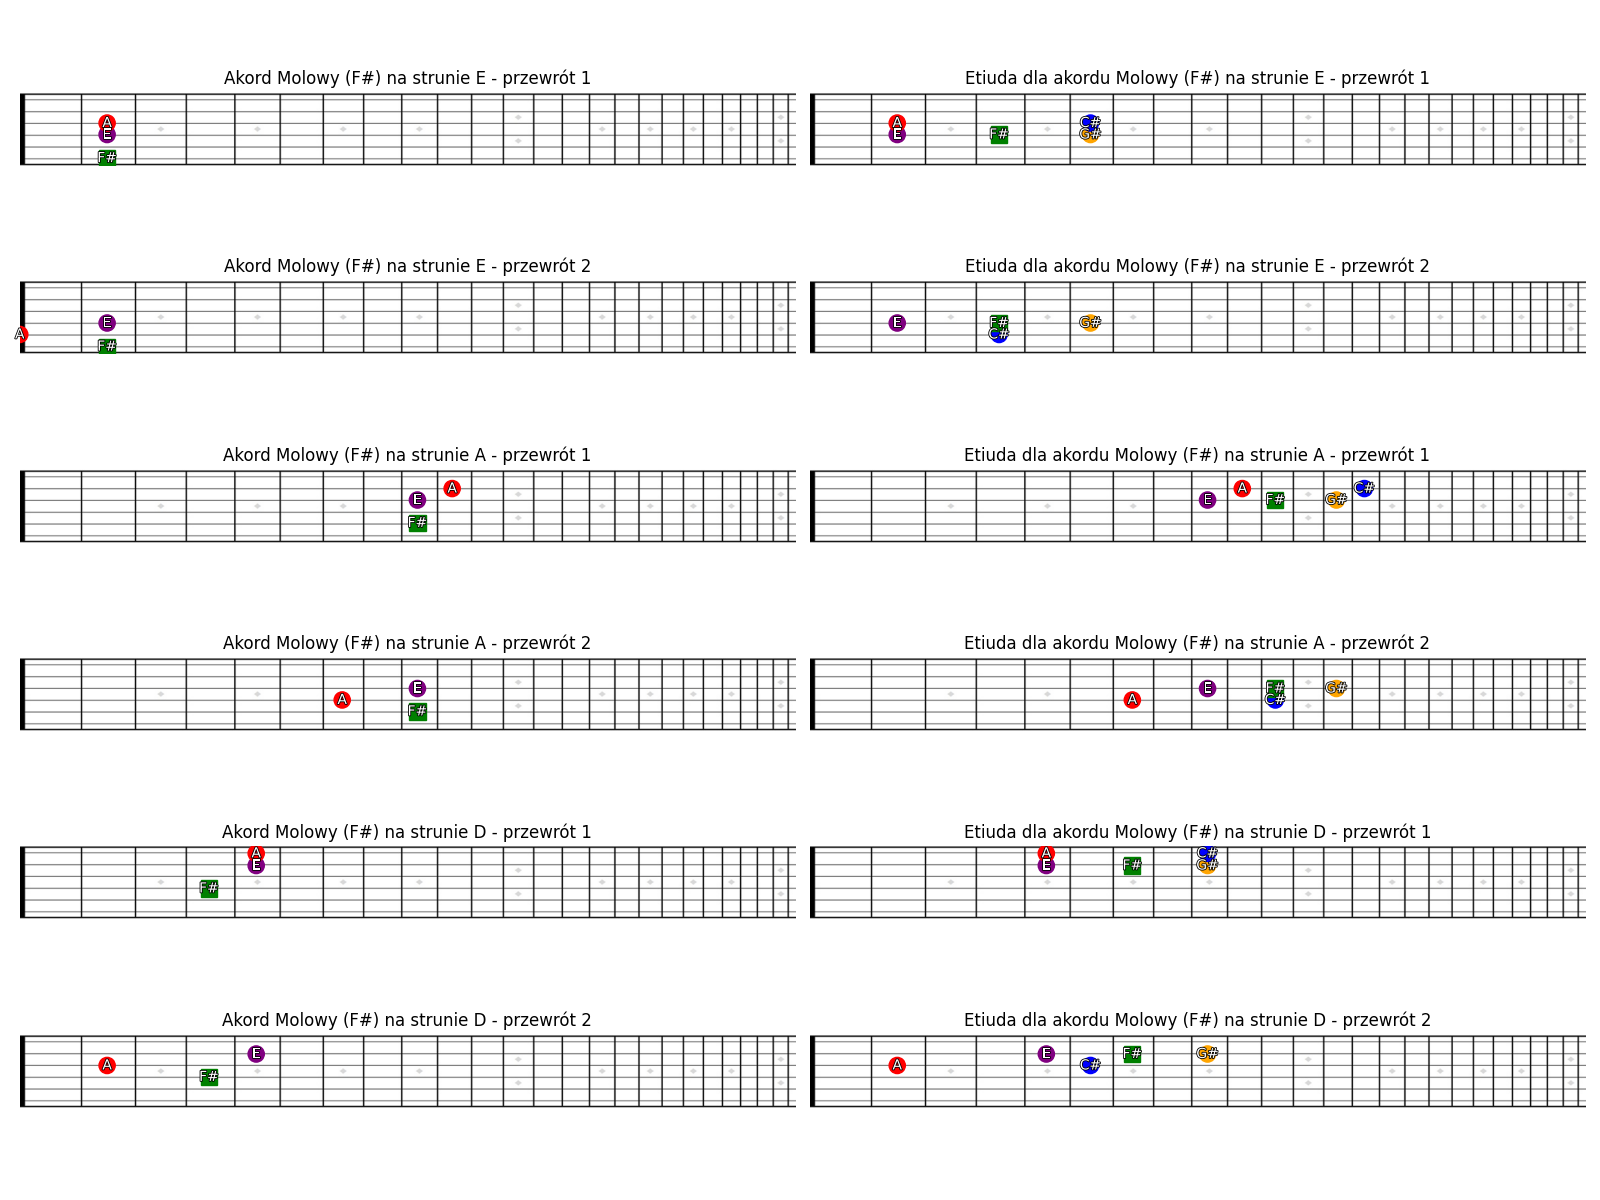 Akord Molowy (F#) na strunie E - przewrót 1
A
E
F#
Etiuda dla akordu Molowy (F#) na strunie E - przewrót 1
A
C#
E
F#
G#
Akord Molowy (F#) na strunie E - przewrót 2
E
A
F#
Etiuda dla akordu Molowy (F#) na strunie E - przewrót 2
E
F#
G#
C#
Akord Molowy (F#) na strunie A - przewrót 1
A
E
F#
Etiuda dla akordu Molowy (F#) na strunie A - przewrót 1
A
C#
E
F#
G#
Akord Molowy (F#) na strunie A - przewrót 2
E
A
F#
Etiuda dla akordu Molowy (F#) na strunie A - przewrót 2
E
F#
G#
A
C#
Akord Molowy (F#) na strunie D - przewrót 1
A
E
F#
Etiuda dla akordu Molowy (F#) na strunie D - przewrót 1
A
C#
E
F#
G#
Akord Molowy (F#) na strunie D - przewrót 2
E
A
F#
Etiuda dla akordu Molowy (F#) na strunie D - przewrót 2
E
F#
G#
A
C#